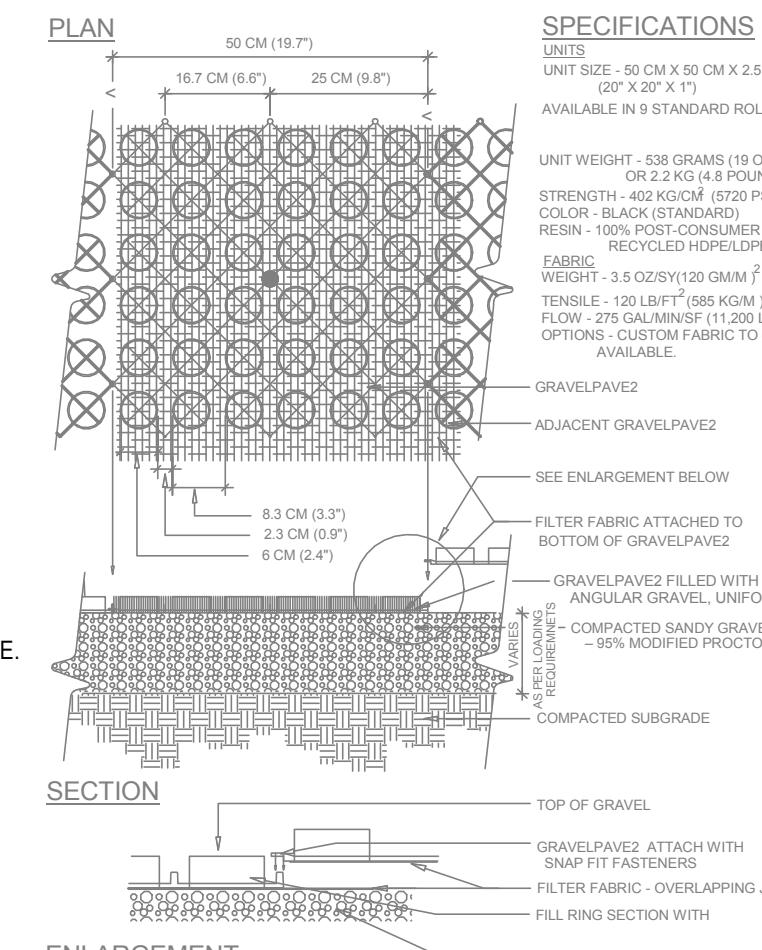 PLAN
50 CM (19.7")
16.7 CM (6.6")
25 CM (9.8")
V
V
8.3 CM (3.3")
2.3 CM (0.9")
6 CM (2.4")
SPECIFICATIONS
UNITS
UNIT SIZE - 50 CM X 50 CM X 2.5
(20" X 20" X 1")
AVAILABLE IN 9 STANDARD ROL
UNIT WEIGHT - 538 GRAMS (19 O
OR 2.2 KG (4.8 POUN
STRENGTH - 402 KG/CM2 (5720 PS
COLOR - BLACK (STANDARD)
RESIN - 100% POST-CONSUMER
RECYCLED HDPE/LDPE
FABRIC
WEIGHT - 3.5 OZ/SY(120 GM/M )2
TENSILE - 120 LB/FT2 (585 KG/M )
FLOW - 275 GAL/MIN/SF (11,200 L
OPTIONS - CUSTOM FABRIC TO
AVAILABLE.
GRAVELPAVE2
ADJACENT GRAVELPAVE2
SEE ENLARGEMENT BELOW
FILTER FABRIC ATTACHED TO
BOTTOM OF GRAVELPAVE2
GRAVELPAVE2 FILLED WITH
ANGULAR GRAVEL, UNIFO
COMPACTED SANDY GRAVE
– 95% MODIFIED PROCTO
VARIES
AS PER LOADING
REQUIREMNETS
E.
COMPACTED SUBGRADE
SECTION
TOP OF GRAVEL
GRAVELPAVE2 ATTACH WITH
SNAP FIT FASTENERS
FILTER FABRIC - OVERLAPPING J
FILL RING SECTION WITH
ENLARGEMENT